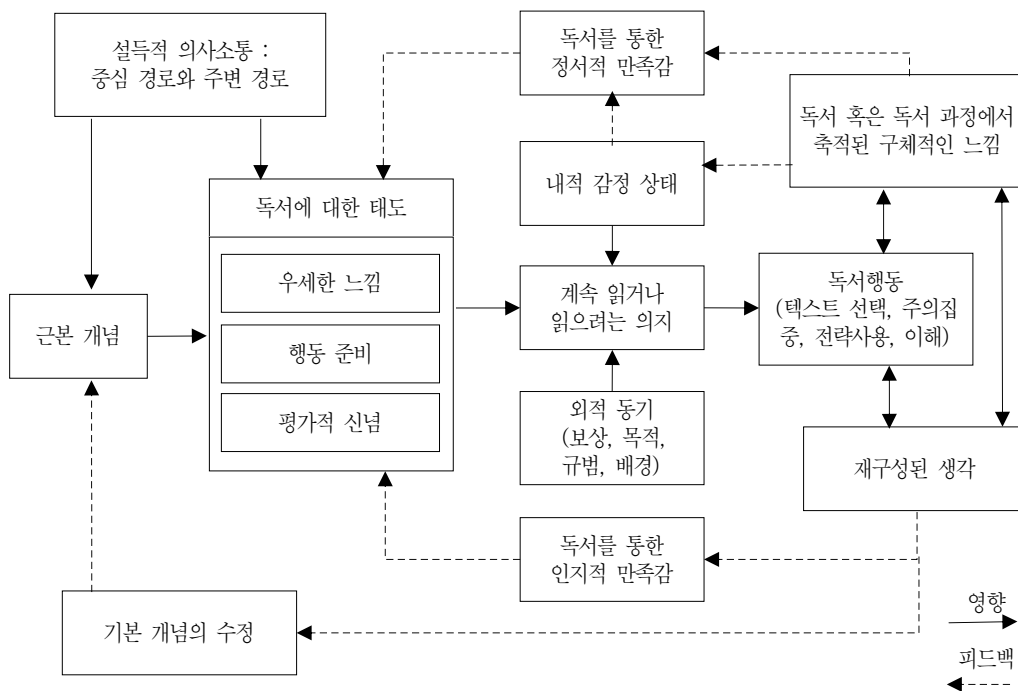 설득적 의사소통 :
중심 경로와 주변 경로
독서를 통한
정서적 만족감
독서 혹은 독서 과정에서
축적된 구체적인 느낌
내적 감정 상태
독서에 대한 태도
우세한 느낌
행동 준비
평가적 신념
근본 개념
계속 읽거나
읽으려는 의지
독서행동
(텍스트 선택, 주의집
중, 전략사용, 이해)
외적 동기
(보상, 목적,
규범, 배경)
재구성된 생각
독서를 통한
인지적 만족감
기본 개념의 수정
영향
피드백